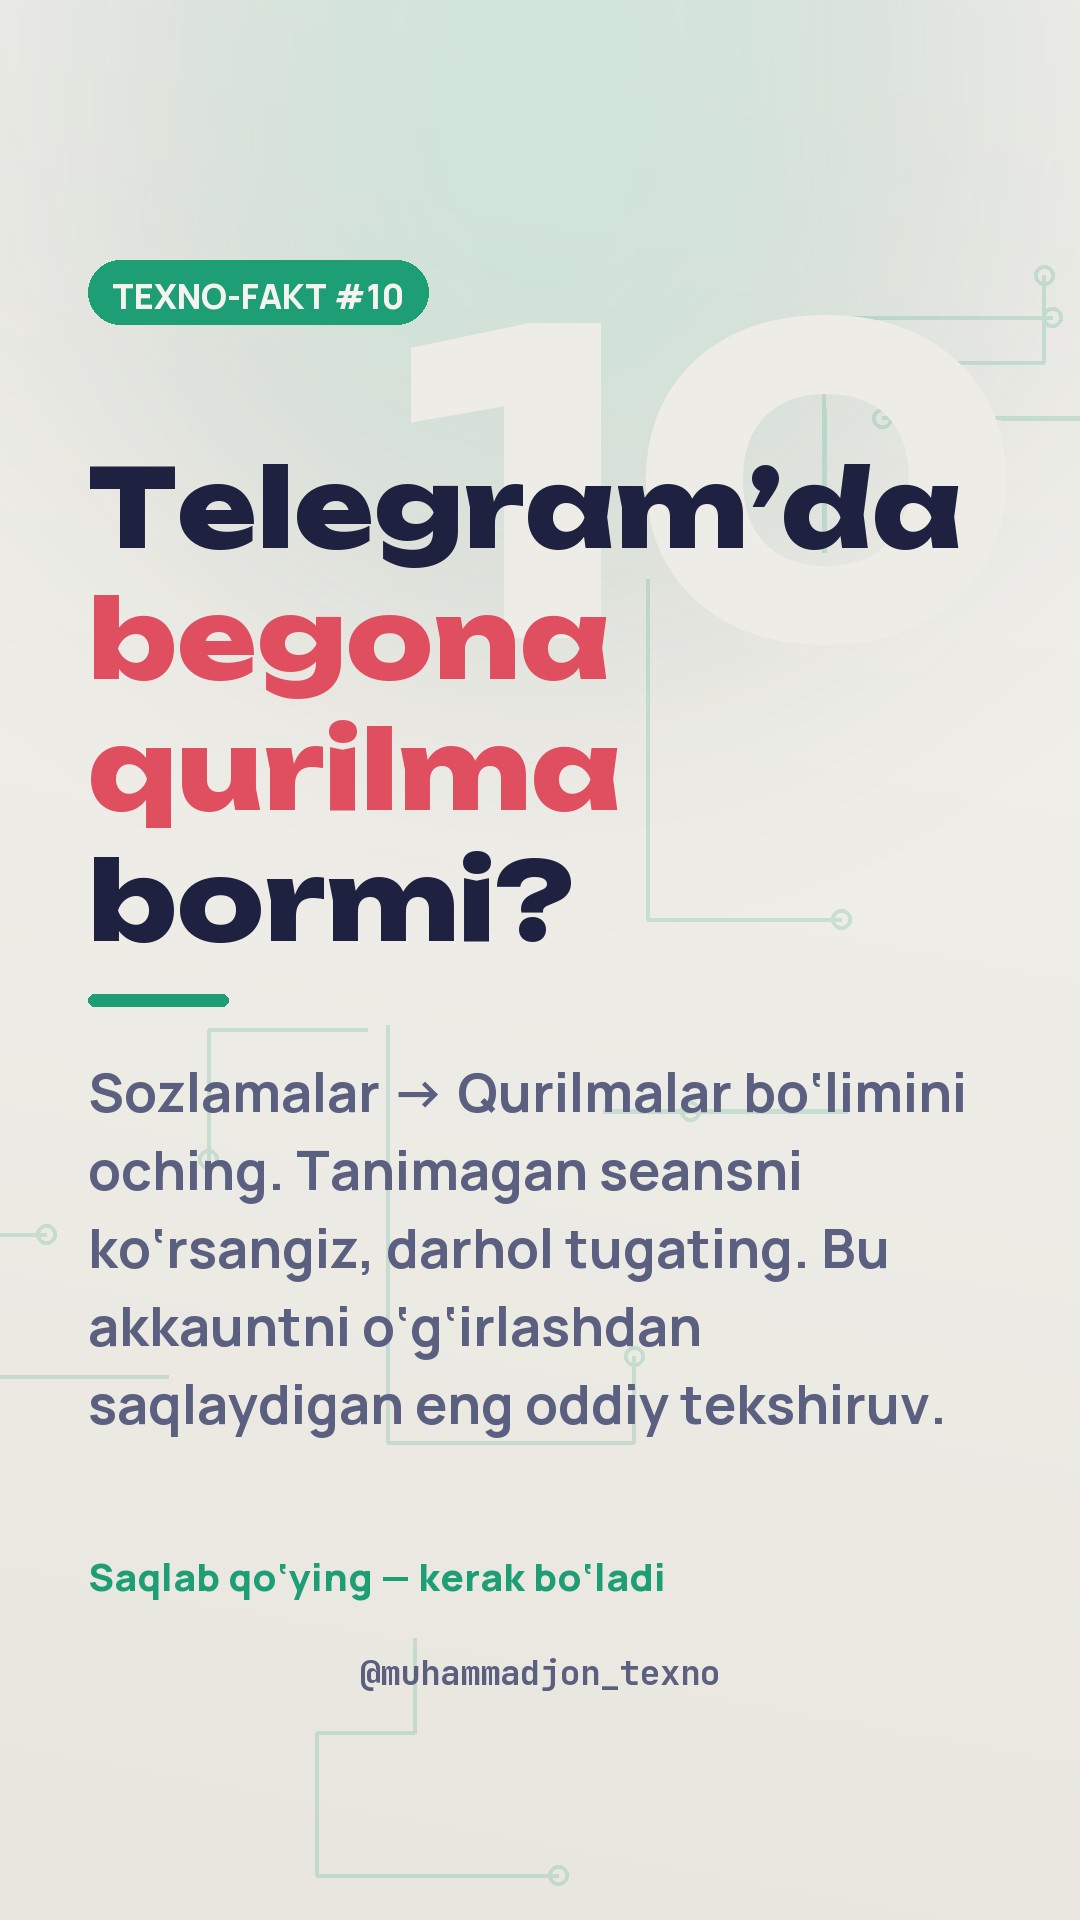 TEXNO-FAKT #10
10
Telegram’da
begona
qurilma
bormi?
Sozlamalar → Qurilmalar bo‘limini
oching. Tanimagan seansni
ko‘rsangiz, darhol tugating. Bu
akkauntni o‘g‘irlashdan
saqlaydigan eng oddiy tekshiruv.
Saqlab qo‘ying — kerak bo‘ladi
@muhammadjon_texno